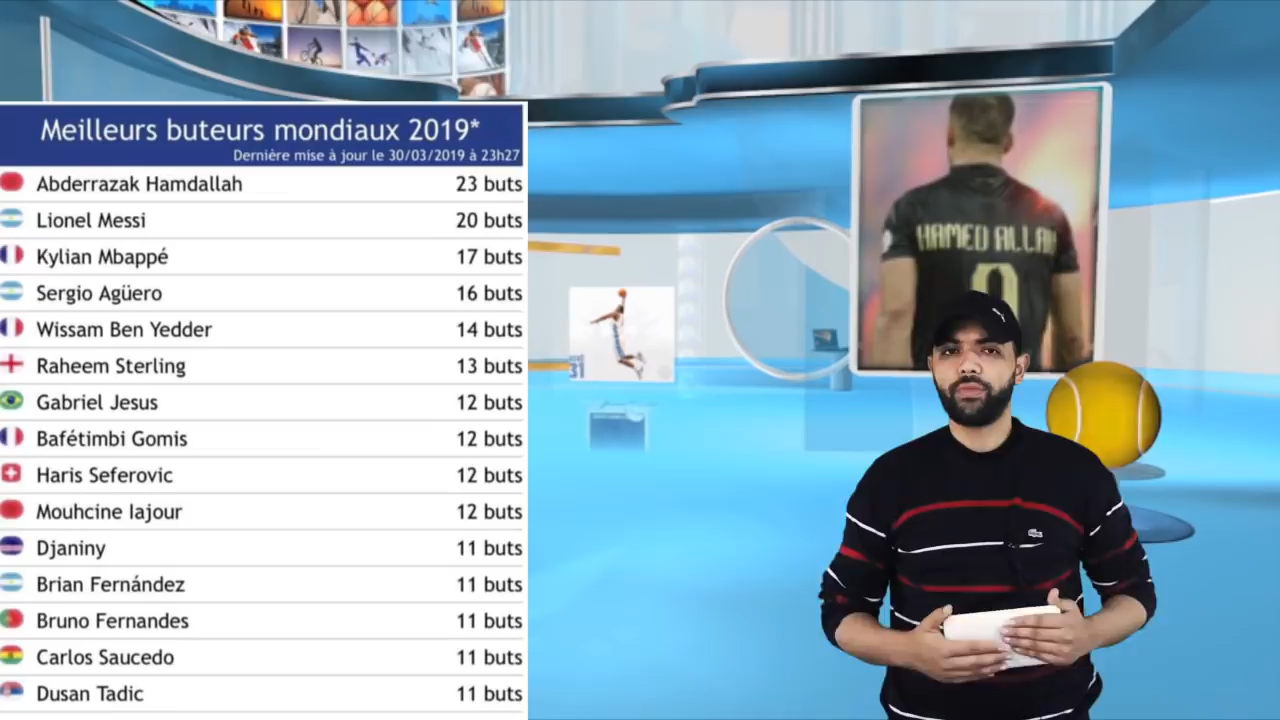 Meilleurs buteurs mondiaux 2019*
Dernière mise à jour le 30/03/2019 à 23h27
Abderrazak Hamdallah 23 buts
Lionel Messi 20 buts
Kylian Mbappé 17 buts
Sergio Agüero 16 buts
Wissam Ben Yedder 14 buts
Raheem Sterling 13 buts
Gabriel Jesus 12 buts
Bafétimbi Gomis 12 buts
Haris Seferovic 12 buts
Mouhcine Iajour 12 buts
Djaniny 11 buts
Brian Fernández 11 buts
Bruno Fernandes 11 buts
Carlos Saucedo 11 buts
Dusan Tadic 11 buts
HAMED ALLAH
31